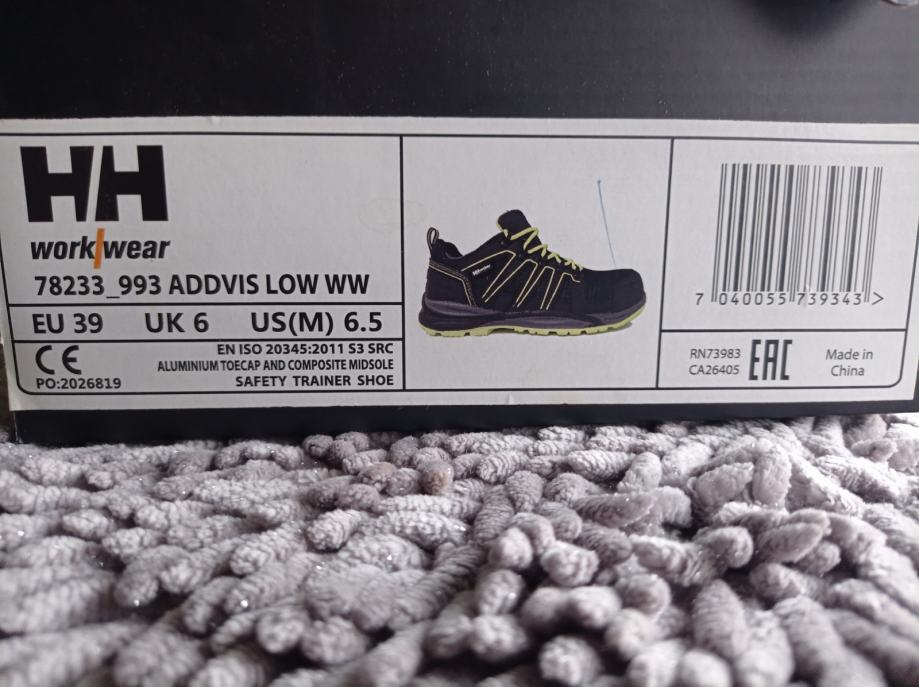 HH
work/wear
78233_993 ADDVIS LOW WW
EU 39 UK 6 US(M) 6.5
CE
PO:2026819
EN ISO 20345:2011 S3 SRC
ALUMINIUM TOECAP AND COMPOSITE MIDSOLE
SAFETY TRAINER SHOE
7 040055 739343 >
RN73983
CA26405
EAC
Made in
China